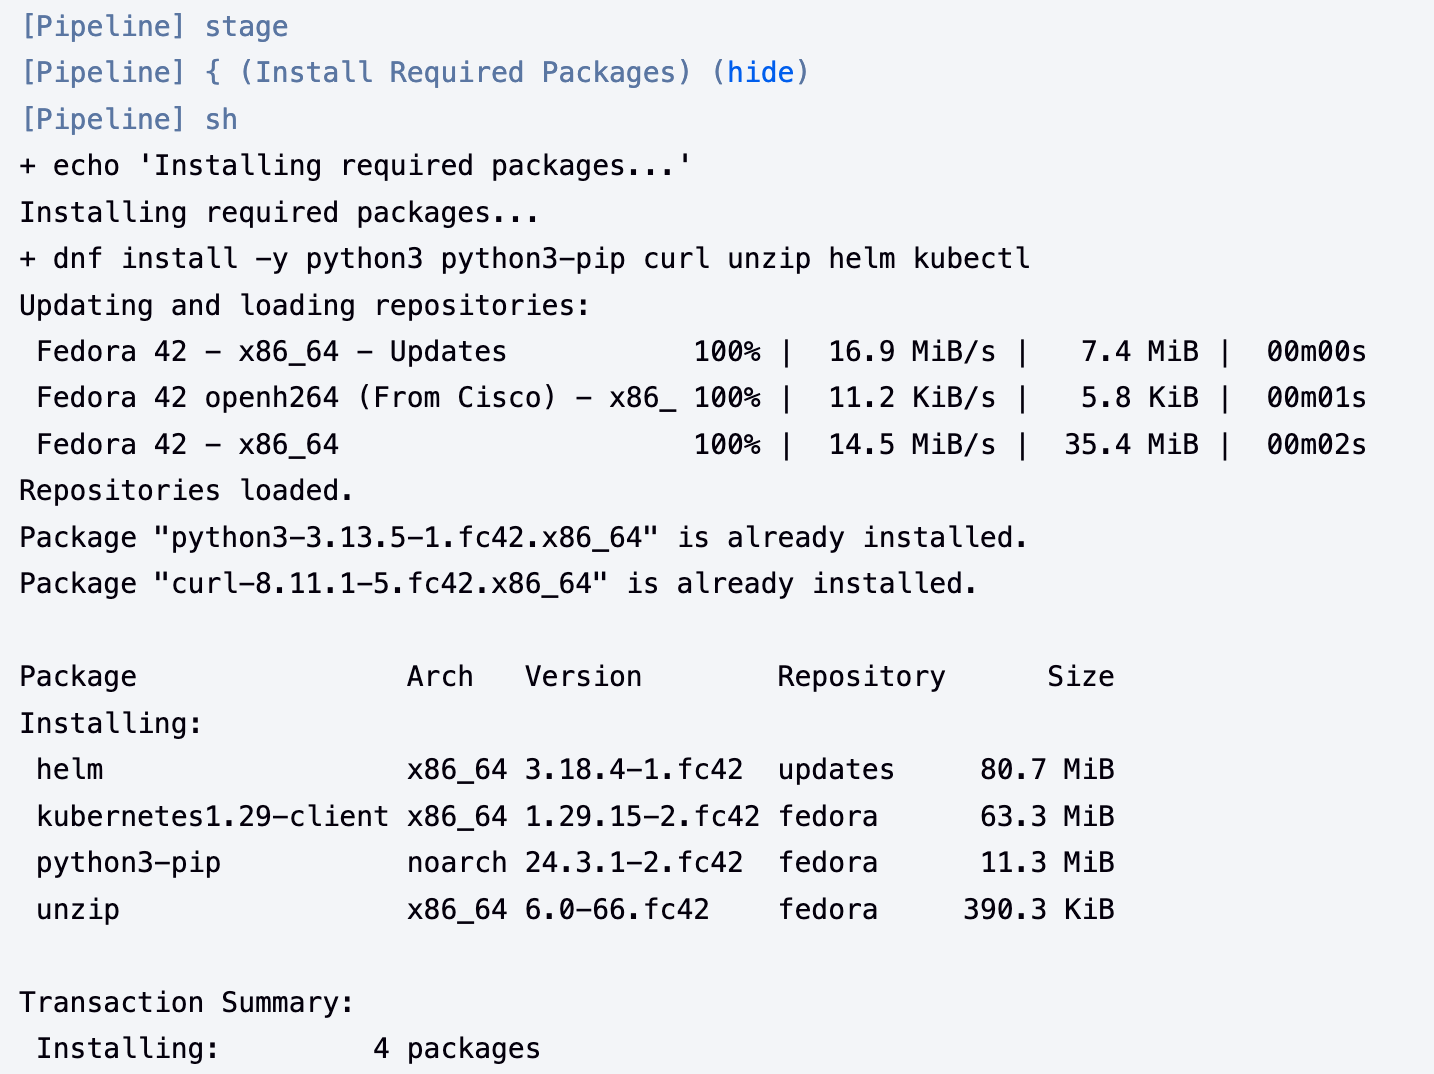 [Pipeline] stage
[Pipeline] { (Install Required Packages) (hide)
[Pipeline] sh
+ echo 'Installing required packages...'
Installing required packages...
+ dnf install -y python3 python3-pip curl unzip helm kubectl
Updating and loading repositories:
 Fedora 42 - x86_64 - Updates           100% |  16.9 MiB/s |   7.4 MiB |  00m00s
 Fedora 42 openh264 (From Cisco) - x86_ 100% |  11.2 KiB/s |   5.8 KiB |  00m01s
 Fedora 42 - x86_64                     100% |  14.5 MiB/s |  35.4 MiB |  00m02s
Repositories loaded.
Package "python3-3.13.5-1.fc42.x86_64" is already installed.
Package "curl-8.11.1-5.fc42.x86_64" is already installed.

Package                Arch   Version        Repository      Size
Installing:
 helm                  x86_64 3.18.4-1.fc42  updates     80.7 MiB
 kubernetes1.29-client x86_64 1.29.15-2.fc42 fedora      63.3 MiB
 python3-pip           noarch 24.3.1-2.fc42  fedora      11.3 MiB
 unzip                 x86_64 6.0-66.fc42    fedora     390.3 KiB

Transaction Summary:
 Installing:         4 packages